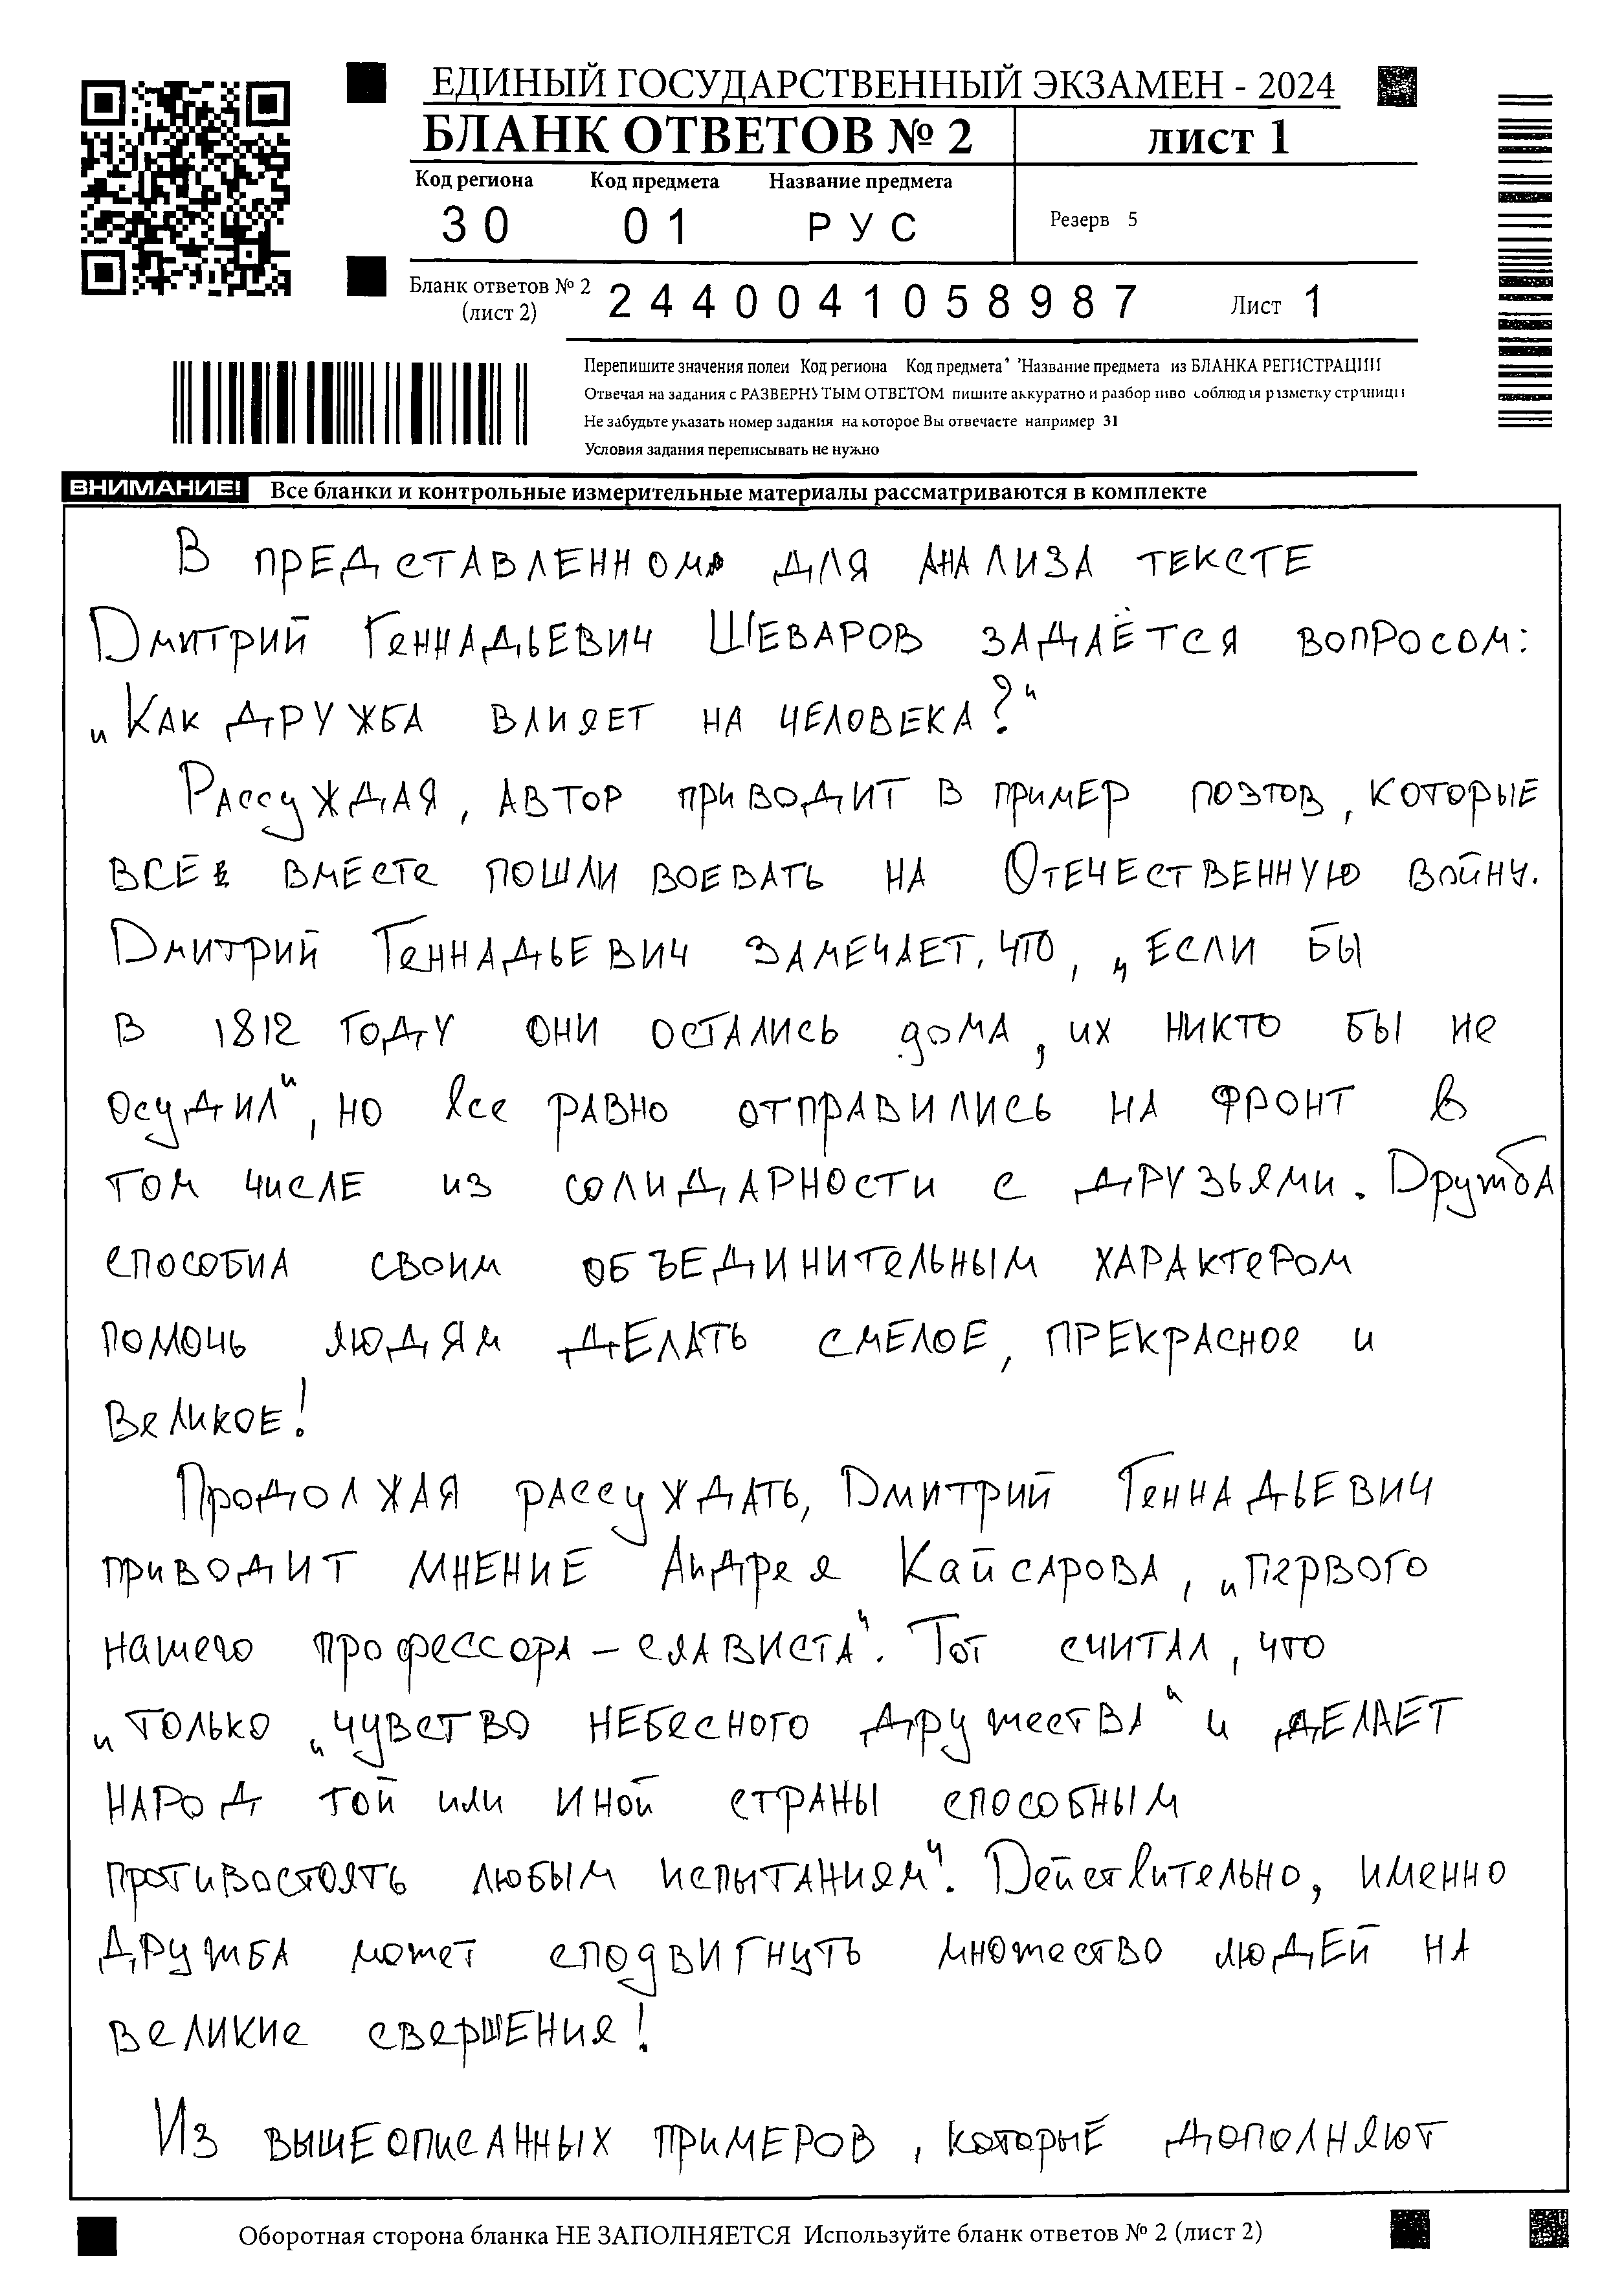 ЕДИНЫЙ ГОСУДАРСТВЕННЫЙ ЭКЗАМЕН - 2024
БЛАНК ОТВЕТОВ № 2 лист 1
Код региона Код предмета Название предмета
30 01 РУС Резерв 5
Бланк ответов № 2 (лист 2) 2440041058987 Лист 1
Перепишите значения полей Код региона Код предмета" "Название предмета из БЛАНКА РЕГИСТРАЦИИ
Отвечая на задания с РАЗВЕРНУТЫМ ОТВЕТОМ пишите аккуратно и разборчиво соблюдая разметку страницы
Не забудьте указать номер задания на которое Вы отвечаете например 31
Условия задания переписывать не нужно
ВНИМАНИЕ! Все бланки и контрольные измерительные материалы рассматриваются в комплекте
В представленном для анализа тексте
Дмитрий Геннадьевич Шеваров задаётся вопросом:
„Как дружба влияет на человека?“
Рассуждая, автор приводит в пример поэтов, которые
все вместе пошли воевать на Отечественную войну.
Дмитрий Геннадьевич замечает, что, „если бы
в 1812 году они остались дома, их никто бы не
осудил“, но все равно отправились на фронт в
том числе из солидарности с друзьями. Дружба
способна своим объединительным характером
помочь людям делать смелое, прекрасное и
великое!
Продолжая рассуждать, Дмитрий Геннадьевич
приводит мнение Андрея Кайсарова, „первого
нашего профессора-слависта“. Тот считал, что
„только „чувство небесного дружества“ и делает
народ той или иной страны способным
противостоять любым испытаниям“. Действительно, именно
дружба может сподвигнуть множество людей на
великие свершения!
Из вышеописанных примеров, которые дополняют
Оборотная сторона бланка НЕ ЗАПОЛНЯЕТСЯ Используйте бланк ответов № 2 (лист 2)